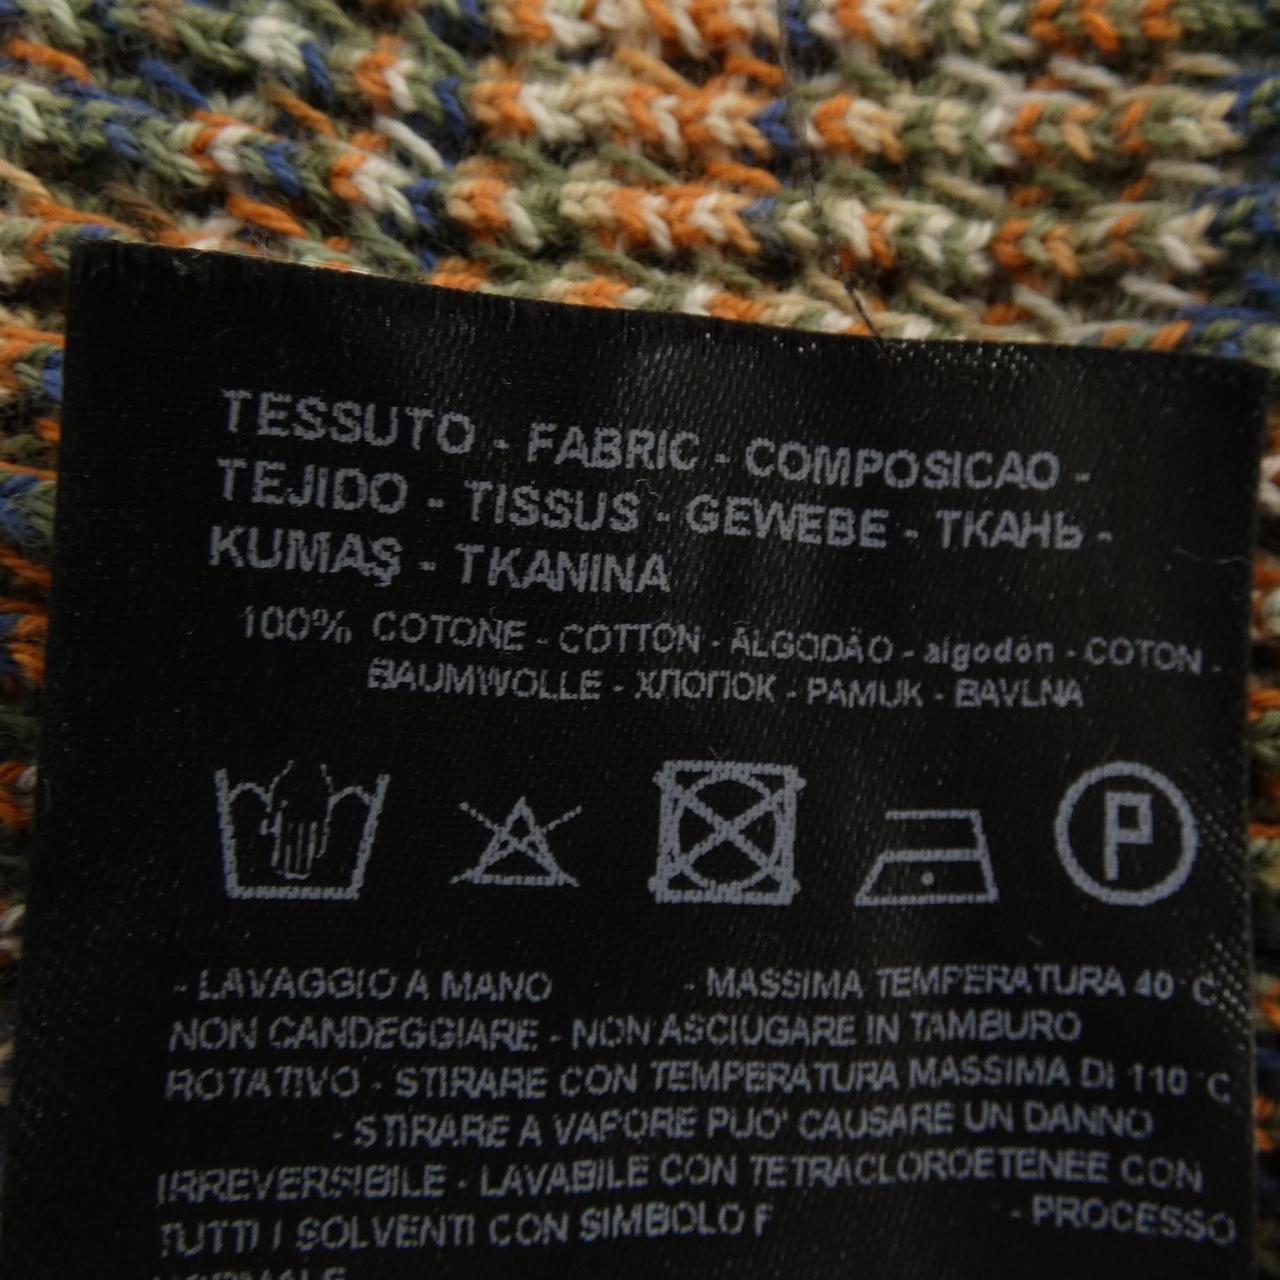 TESSUTO - FABRIC - COMPOSICAO -
TEJIDO - TISSUS - GEWEBE - ТКАНЬ -
KUMAŞ - TKANINA
100% COTONE - COTTON - ALGODÃO - algodón - COTON -
BAUMWOLLE - ХЛОПОК - PAMUK - BAVLNA
P
- LAVAGGIO A MANO - MASSIMA TEMPERATURA 40°C
NON CANDEGGIARE - NON ASCIUGARE IN TAMBURO
ROTATIVO - STIRARE CON TEMPERATURA MASSIMA DI 110°C
- STIRARE A VAPORE PUO' CAUSARE UN DANNO
IRREVERSIBILE - LAVABILE CON TETRACLOROETENEE CON
TUTTI I SOLVENTI CON SIMBOLO F - PROCESSO